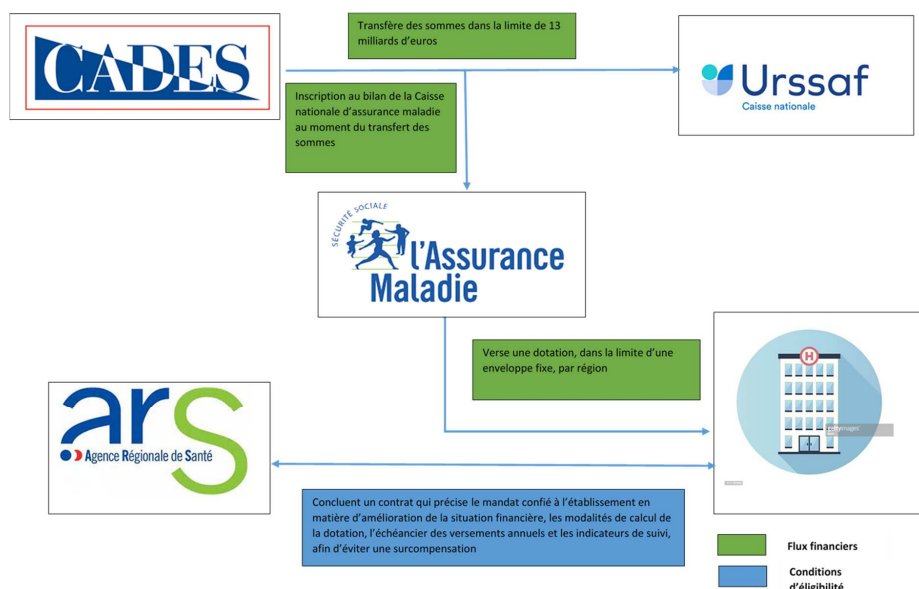 CADES
Transfère des sommes dans la limite de 13
milliards d'euros
Urssaf
Caisse nationale
Inscription au bilan de la Caisse
nationale d'assurance maladie
au moment du transfert des
sommes
SÉCURITÉ SOCIALE
l'Assurance
Maladie
Verse une dotation, dans la limite d'une
enveloppe fixe, par région
H
ars
Agence Régionale de Santé
Concluent un contrat qui précise le mandat confié à l'établissement en
matière d'amélioration de la situation financière, les modalités de calcul de
la dotation, l'échéancier des versements annuels et les indicateurs de suivi,
afin d'éviter une surcompensation
Flux financiers
Conditions
d'éligibilité